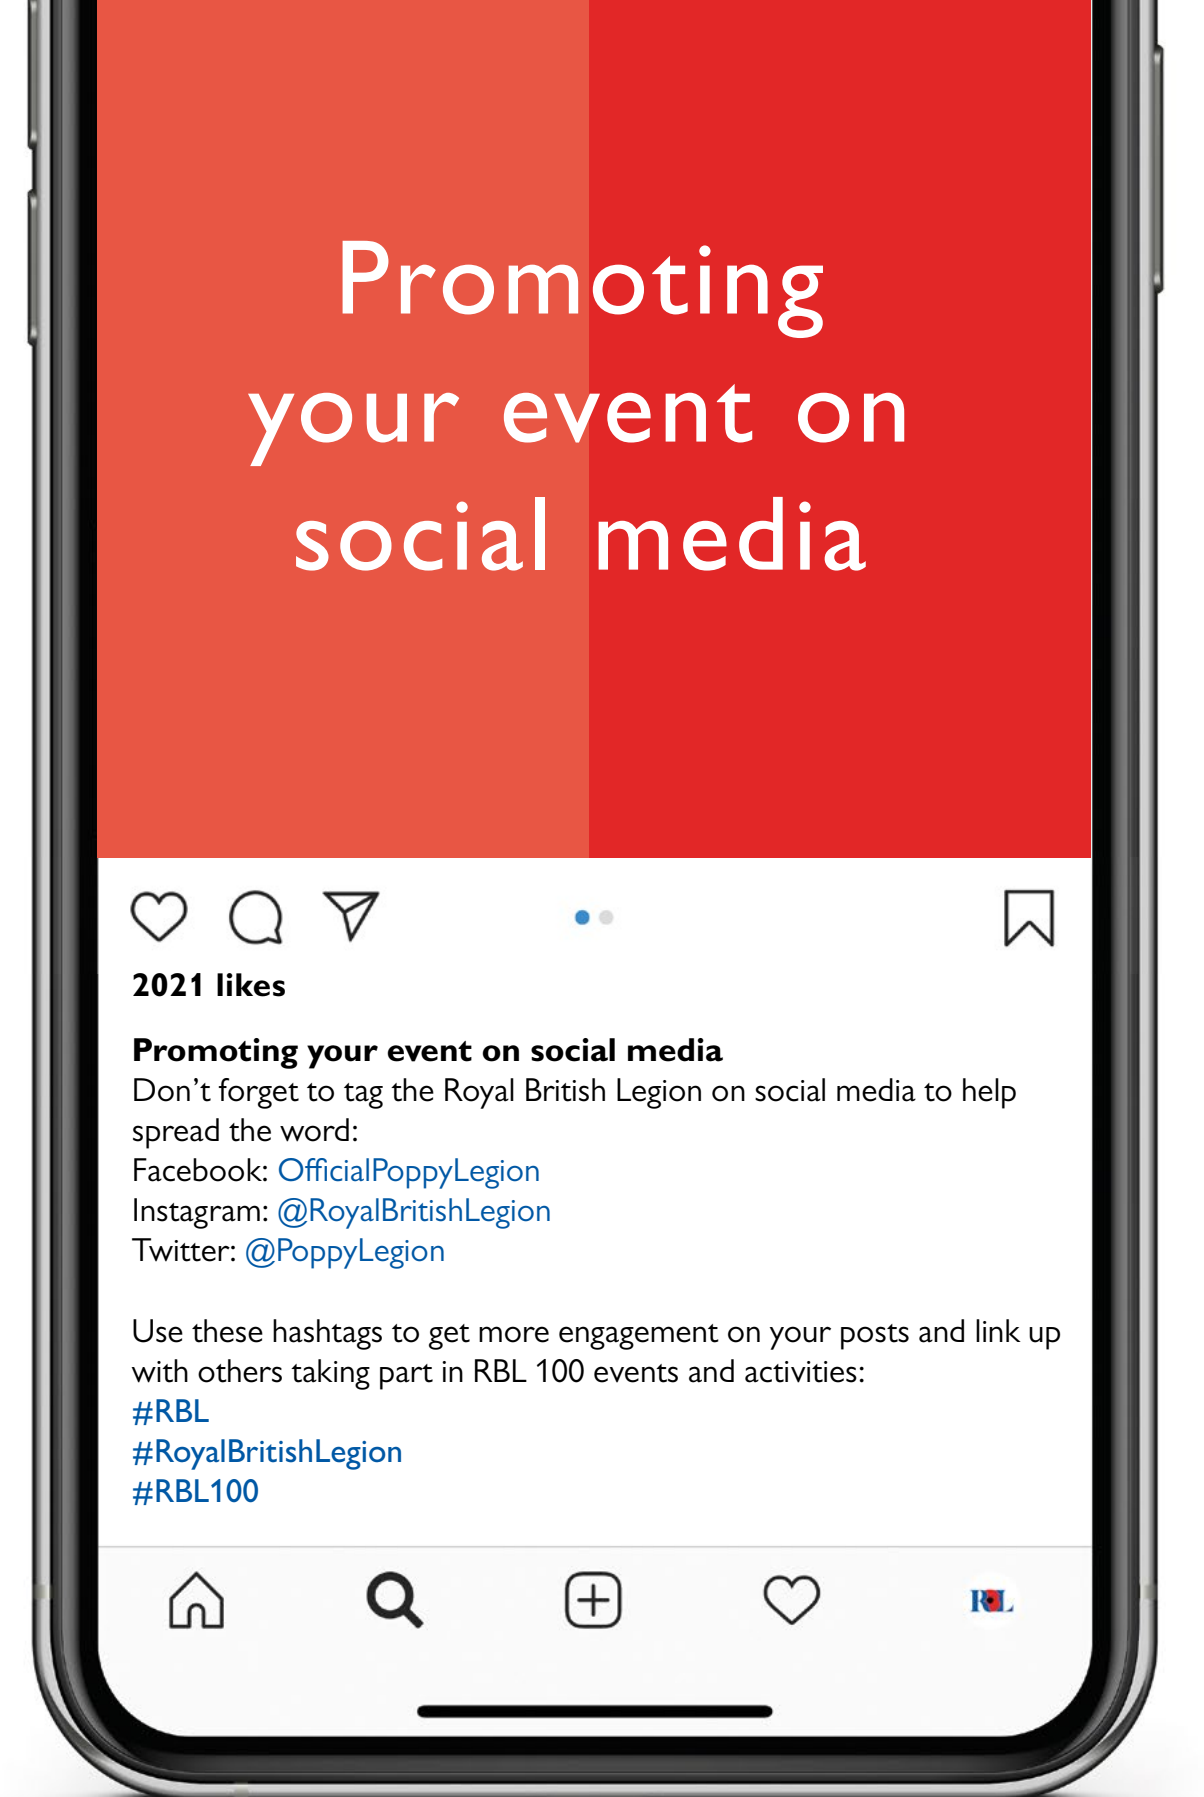 Promoting
your event on
social media
2021 likes
Promoting your event on social media
Don’t forget to tag the Royal British Legion on social media to help
spread the word:
Facebook: OfficialPoppyLegion
Instagram: @RoyalBritishLegion
Twitter: @PoppyLegion
Use these hashtags to get more engagement on your posts and link up
with others taking part in RBL 100 events and activities:
#RBL
#RoyalBritishLegion
#RBL100
RBL